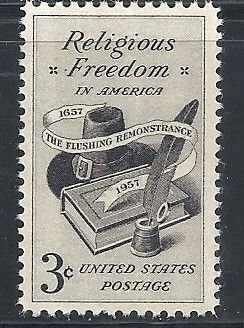 Religious
Freedom
IN AMERICA
1657
THE FLUSHING REMONSTRANCE
1957
3¢ UNITED STATES
POSTAGE